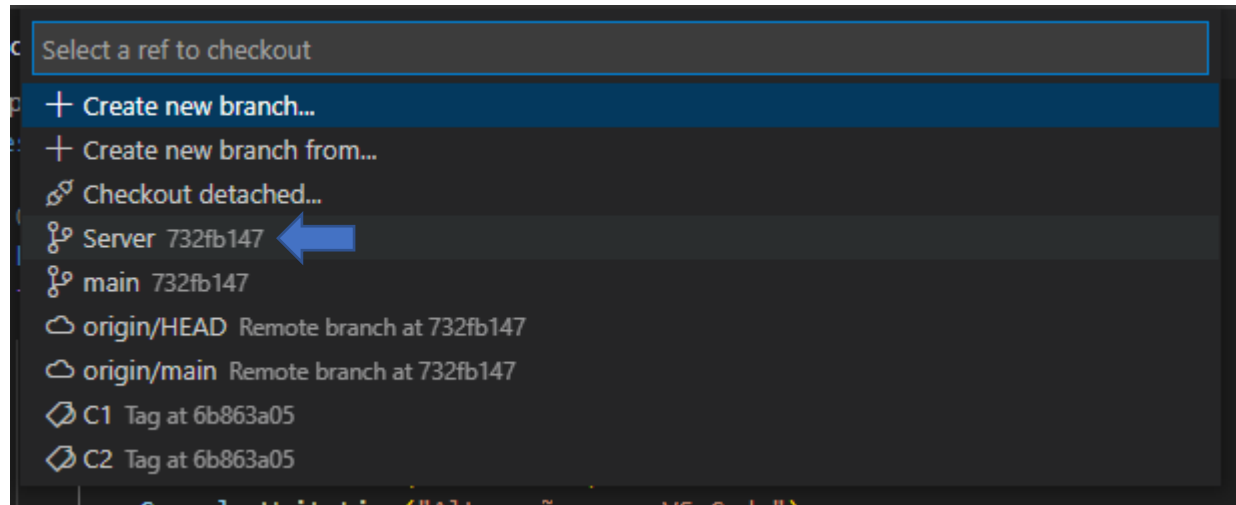 Select a ref to checkout
Create new branch...
Create new branch from...
Checkout detached...
Server 732fb147
main 732fb147
origin/HEAD Remote branch at 732fb147
origin/main Remote branch at 732fb147
C1 Tag at 6b863a05
C2 Tag at 6b863a05